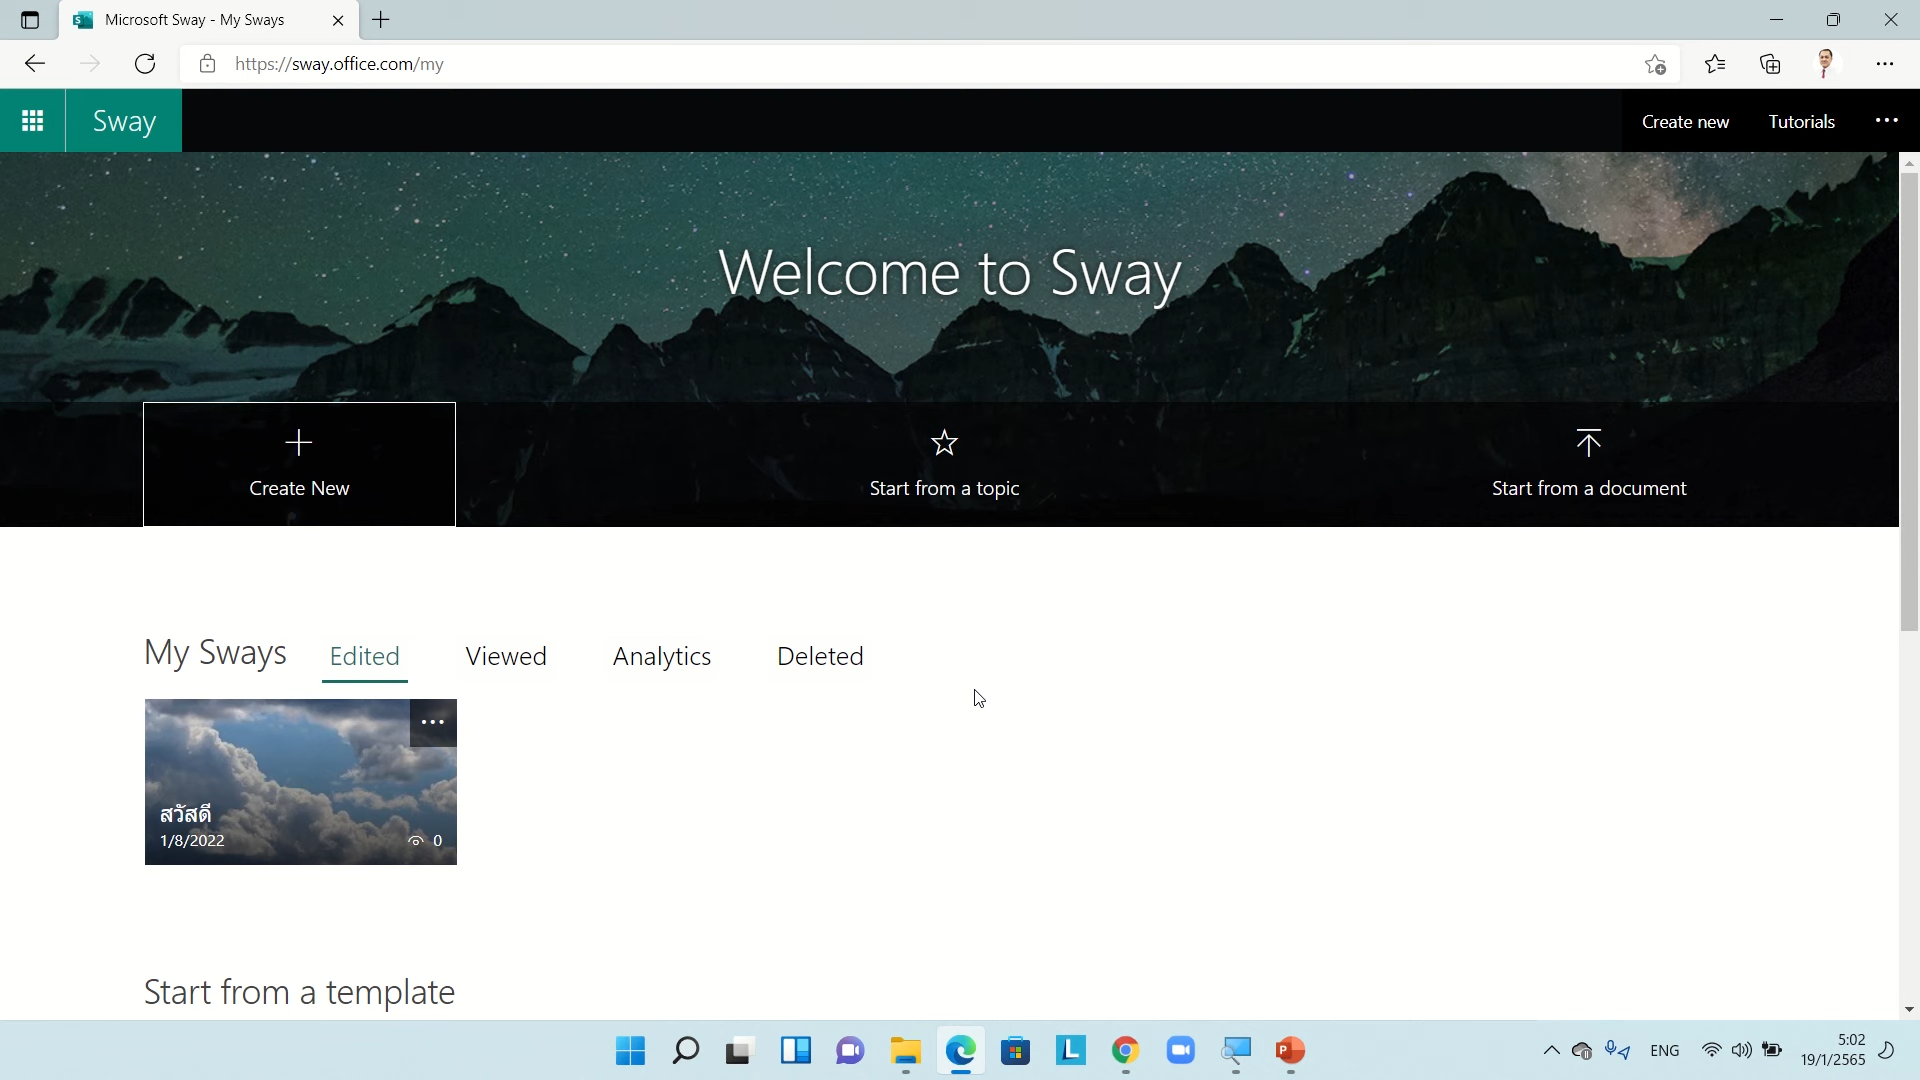 Microsoft Sway - My Sways
https://sway.office.com/my
Sway
Create new
Tutorials
Welcome to Sway
Create New
Start from a topic
Start from a document
My Sways
Edited
Viewed
Analytics
Deleted
สวัสดี
1/8/2022
0
Start from a template
ENG
5:02
19/1/2565